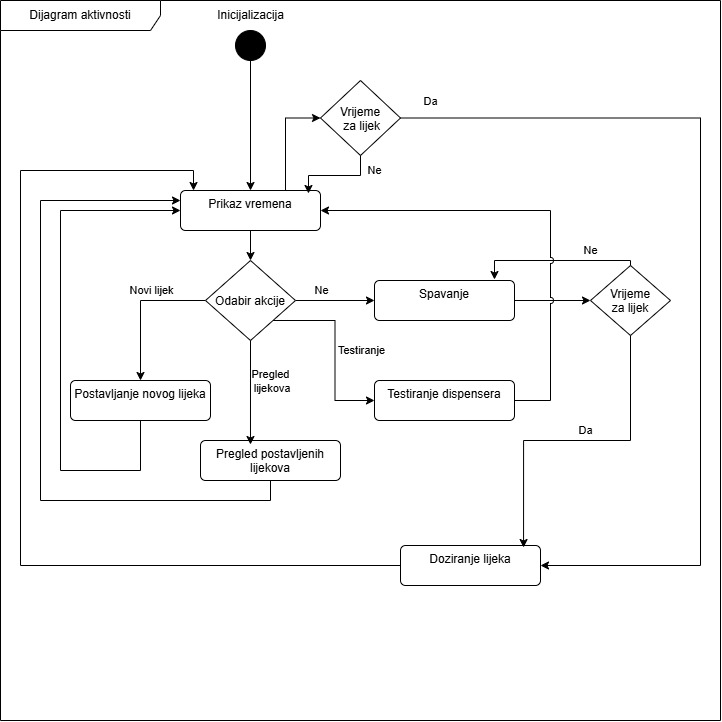 Dijagram aktivnosti
Inicijalizacija
Vrijeme
za lijek
Da
Ne
Prikaz vremena
Novi lijek
Odabir akcije
Ne
Spavanje
Ne
Vrijeme
za lijek
Testiranje
Pregled
lijekova
Postavljanje novog lijeka
Testiranje dispensera
Da
Pregled postavljenih
lijekova
Doziranje lijeka